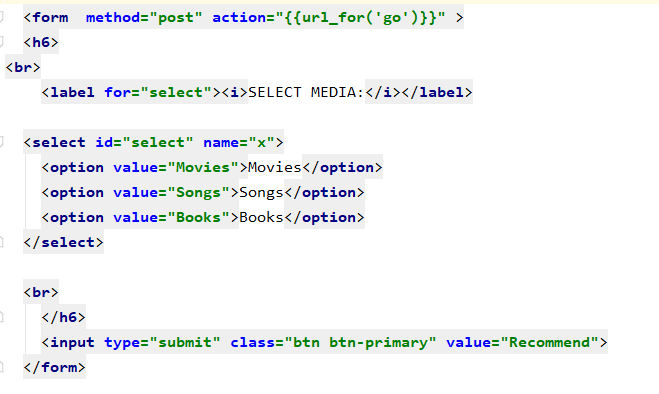 <form  method="post" action="{{url_for('go')}}" >
<h6>
<br>
<label for="select"><i>SELECT MEDIA:</i></label>
<select id="select" name="x">
<option value="Movies">Movies</option>
<option value="Songs">Songs</option>
<option value="Books">Books</option>
</select>
<br>
</h6>
<input type="submit" class="btn btn-primary" value="Recommend">
</form>